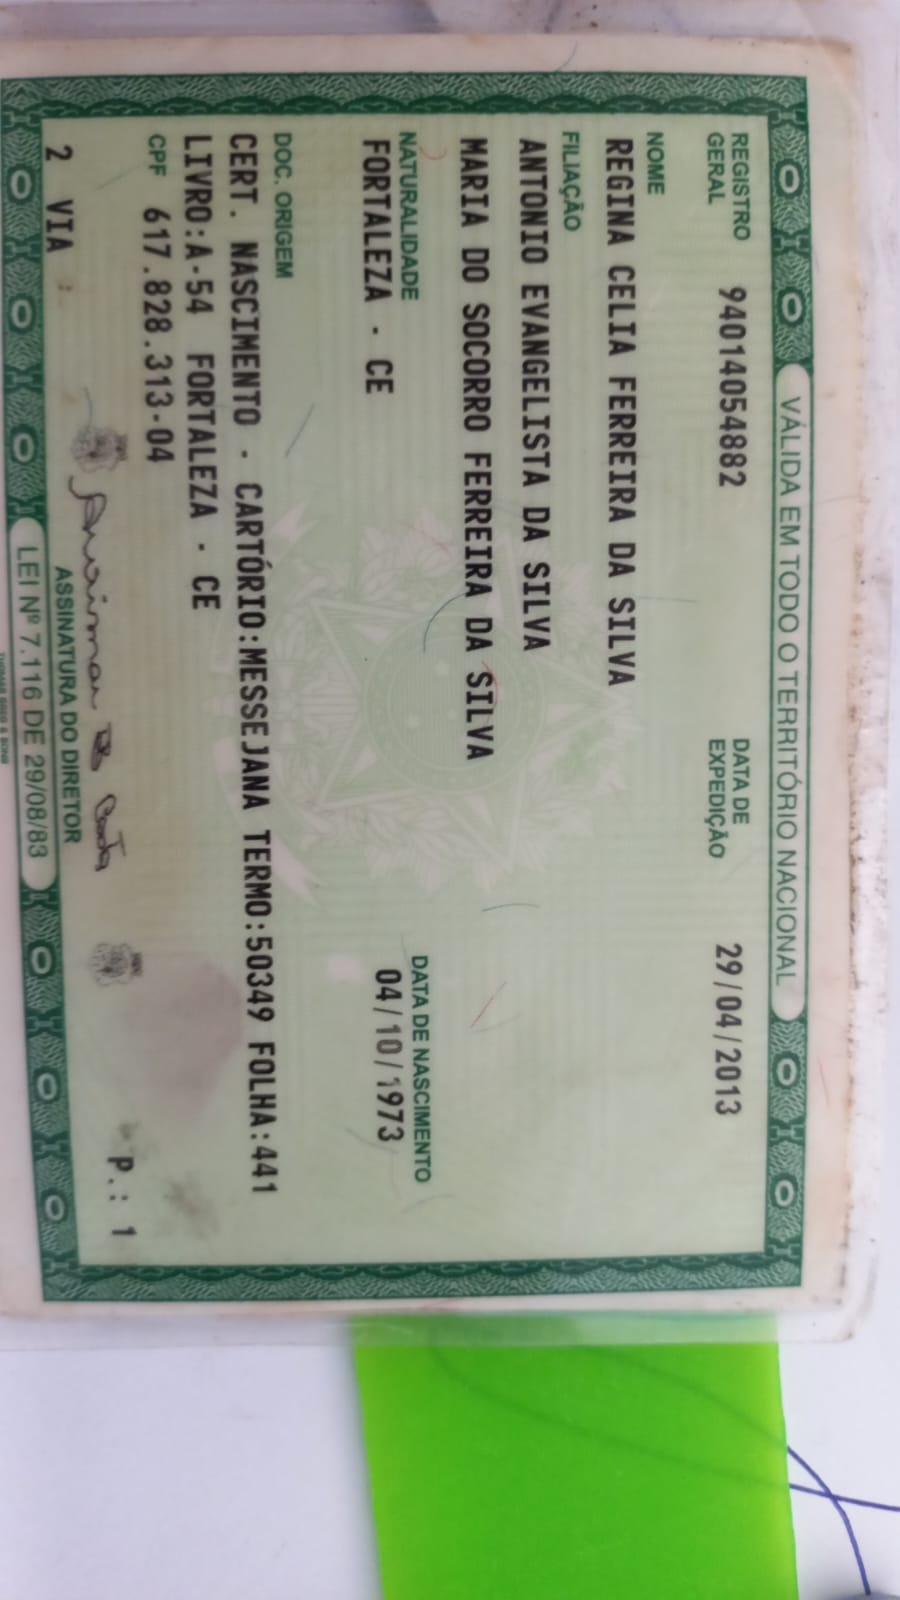 VÁLIDA EM TODO O TERRITÓRIO NACIONAL
REGISTRO GERAL 94014054882 DATA DE EXPEDIÇÃO 29/04/2013
NOME
REGINA CELIA FERREIRA DA SILVA
FILIAÇÃO
ANTONIO EVANGELISTA DA SILVA
MARIA DO SOCORRO FERREIRA DA SILVA
NATURALIDADE DATA DE NASCIMENTO
FORTALEZA - CE 04/10/1973
DOC. ORIGEM
CERT. NASCIMENTO - CARTÓRIO:MESSEJANA TERMO:50349 FOLHA:441
LIVRO:A-54 FORTALEZA - CE
CPF 617.828.313-04
2 VIA : P.: 1
ASSINATURA DO DIRETOR
LEI Nº 7.116 DE 29/08/83